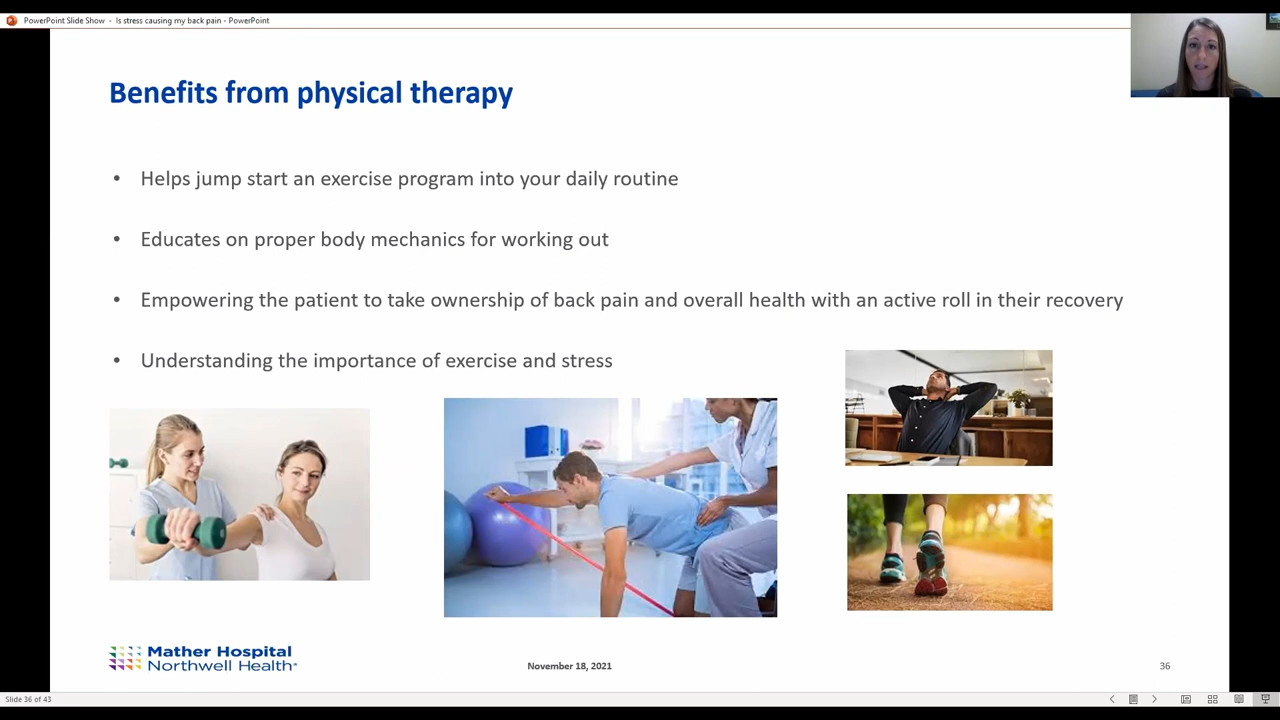 PowerPoint Slide Show - Is stress causing my back pain - PowerPoint
Benefits from physical therapy
• Helps jump start an exercise program into your daily routine
• Educates on proper body mechanics for working out
• Empowering the patient to take ownership of back pain and overall health with an active roll in their recovery
• Understanding the importance of exercise and stress
Mather Hospital
Northwell Health®
November 18, 2021
36
Slide 36 of 43